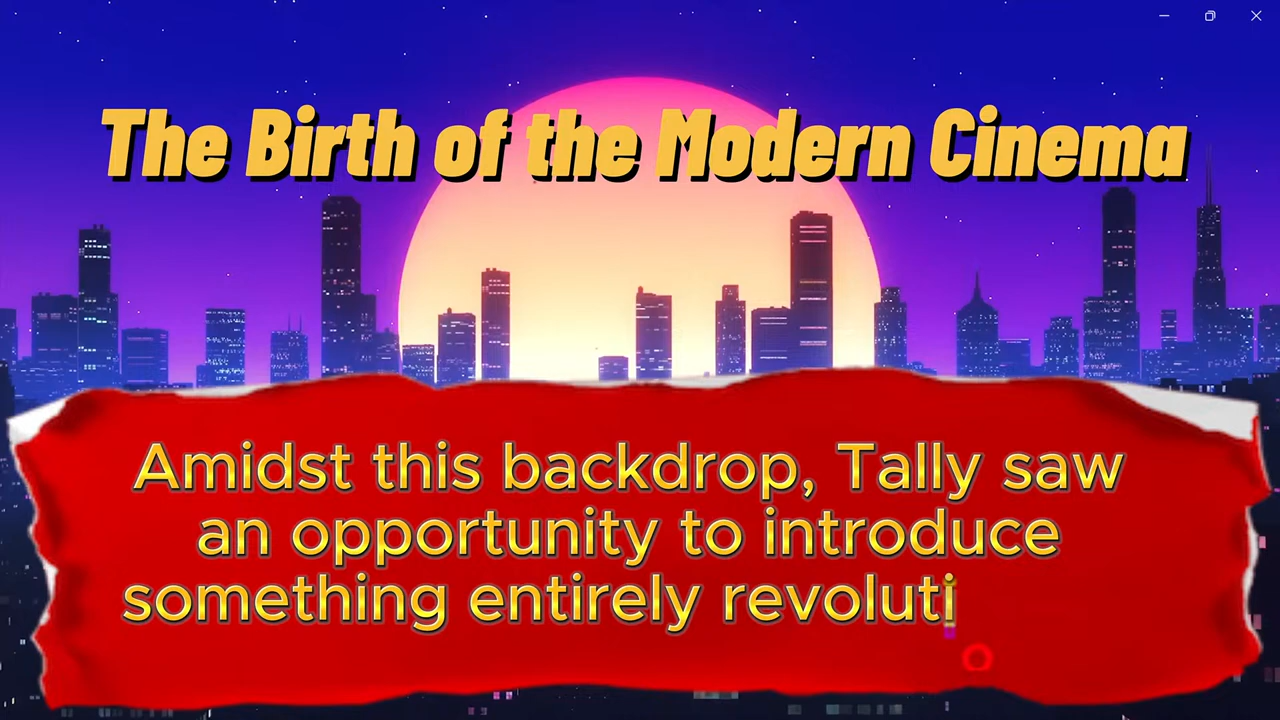 The Birth of the Modern Cinema
Amidst this backdrop, Tally saw
an opportunity to introduce
something entirely revoluti